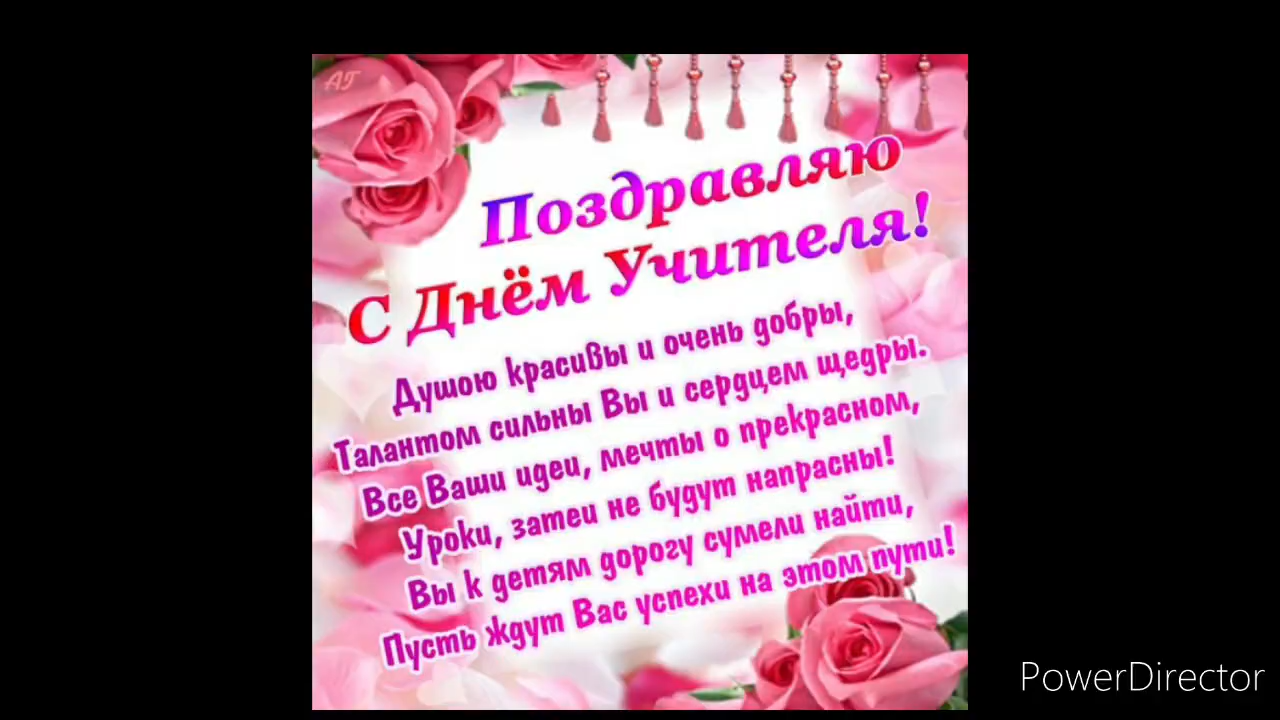 АГ
Поздравляю
С Днём Учителя!
Душою красивы и очень добры,
Талантом сильны Вы и сердцем щедры.
Все Ваши идеи, мечты о прекрасном,
Уроки, затеи не будут напрасны!
Вы к детям дорогу сумели найти,
Пусть ждут Вас успехи на этом пути!
PowerDirector